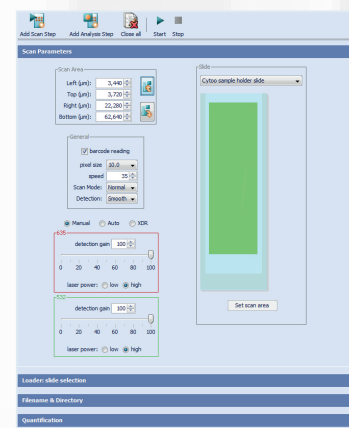 Add Scan Step Add Analysis Step Close all Start Stop
Scan Parameters
Scan Area
Left (µm): 3,440
Top (µm): 3,720
Right (µm): 22,280
Bottom (µm): 62,640
General
barcode reading
pixel size 10.0
speed 35
Scan Mode: Normal
Detection: Smooth
Manual Auto XDR
635
detection gain 100
0 20 40 60 80 100
laser power: low high
532
detection gain 100
0 20 40 60 80 100
laser power: low high
Slide
Cytoo sample holder slide
Set scan area
Loader: slide selection
Filename & Directory
Quantification